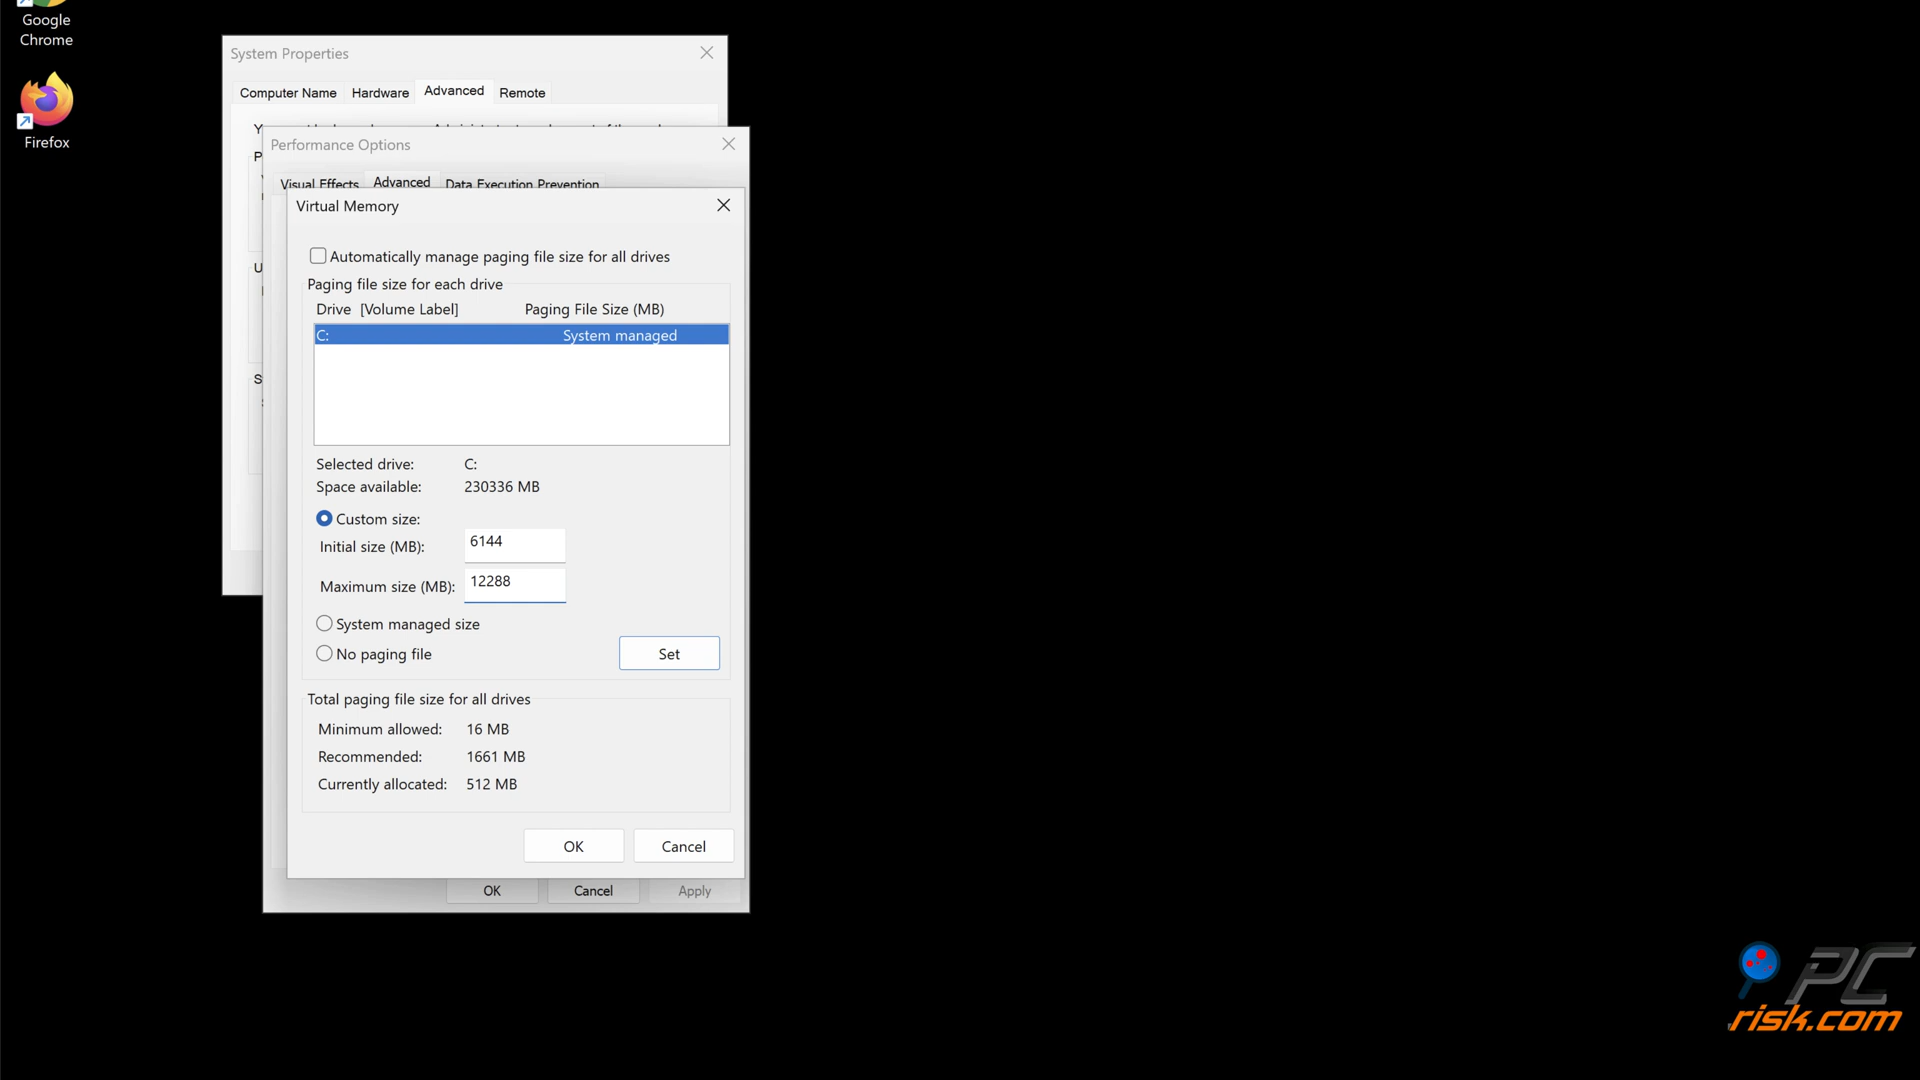 Google
Chrome
Firefox
System Properties
Computer Name
Hardware
Advanced
Remote
Performance Options
Visual Effects
Advanced
Data Execution Prevention
Virtual Memory
Automatically manage paging file size for all drives
Paging file size for each drive
Drive [Volume Label] Paging File Size (MB)
C: System managed
Selected drive: C:
Space available: 230336 MB
Custom size:
Initial size (MB): 6144
Maximum size (MB): 12288
System managed size
No paging file
Set
Total paging file size for all drives
Minimum allowed: 16 MB
Recommended: 1661 MB
Currently allocated: 512 MB
OK Cancel
OK Cancel Apply
PC
risk.com